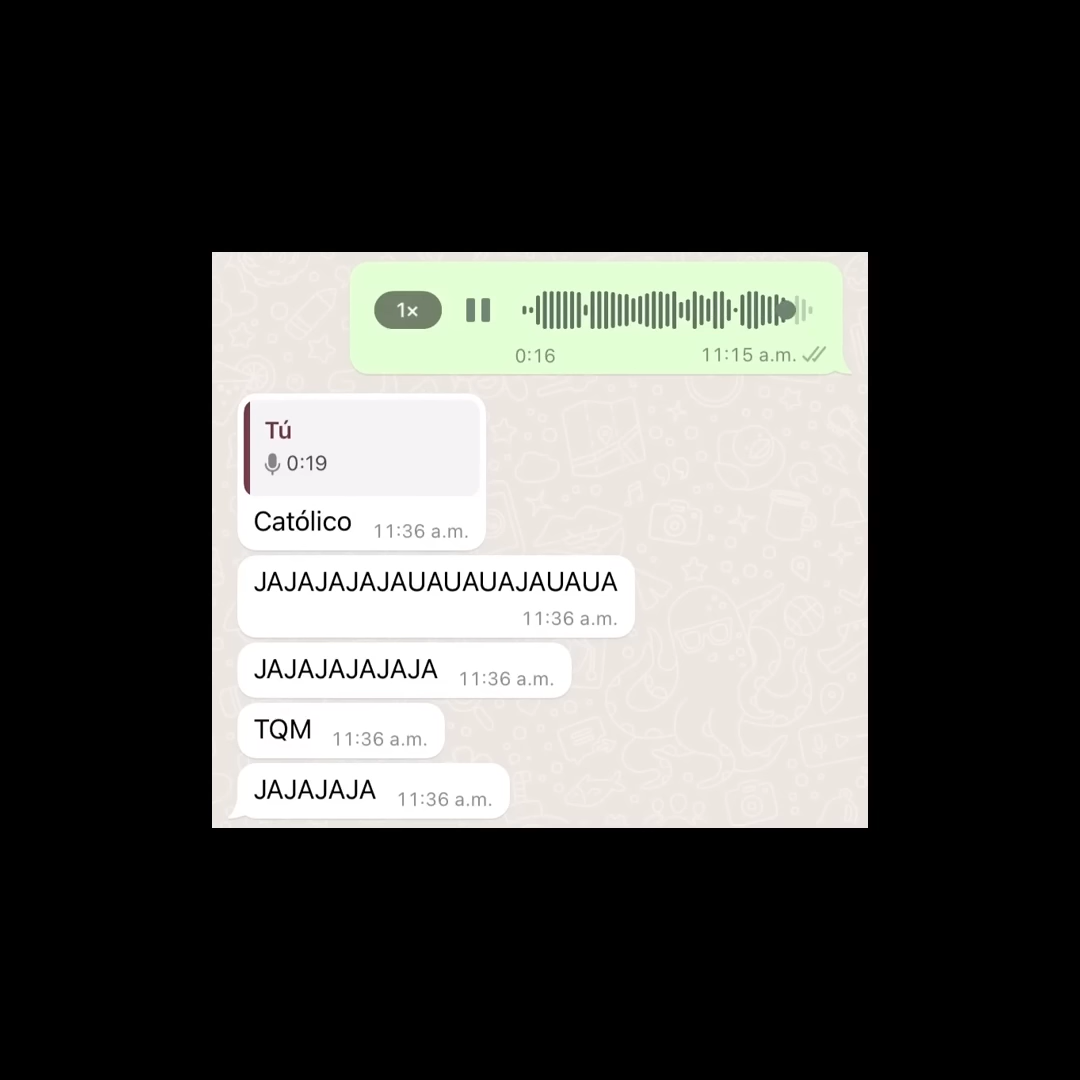 1×
0:16 11:15 a.m.
Tú
0:19
Católico 11:36 a.m.
JAJAJAJAJAUAUAUAJAUAUA
11:36 a.m.
JAJAJAJAJAJA 11:36 a.m.
TQM 11:36 a.m.
JAJAJAJA 11:36 a.m.